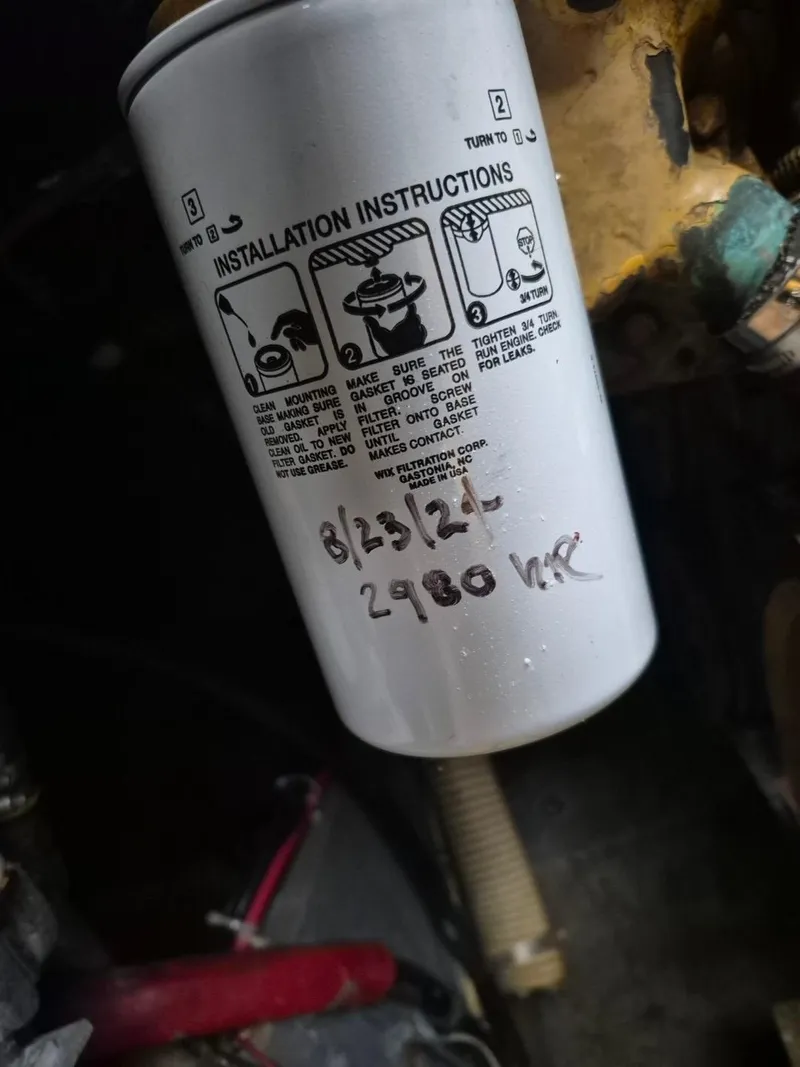 2
TURN TO 1
3
TURN TO 2
INSTALLATION INSTRUCTIONS
1
CLEAN MOUNTING
BASE MAKING SURE
OLD GASKET IS
REMOVED. APPLY
CLEAN OIL TO NEW
FILTER GASKET. DO
NOT USE GREASE.
2
MAKE SURE THE
GASKET IS SEATED
IN GROOVE ON
FILTER. SCREW
FILTER ONTO BASE
UNTIL GASKET
MAKES CONTACT.
STOP
3/4 TURN
3
TIGHTEN 3/4 TURN.
RUN ENGINE. CHECK
FOR LEAKS.
WIX FILTRATION CORP.
GASTONIA, NC
MADE IN USA
8/23/24
2980 HR